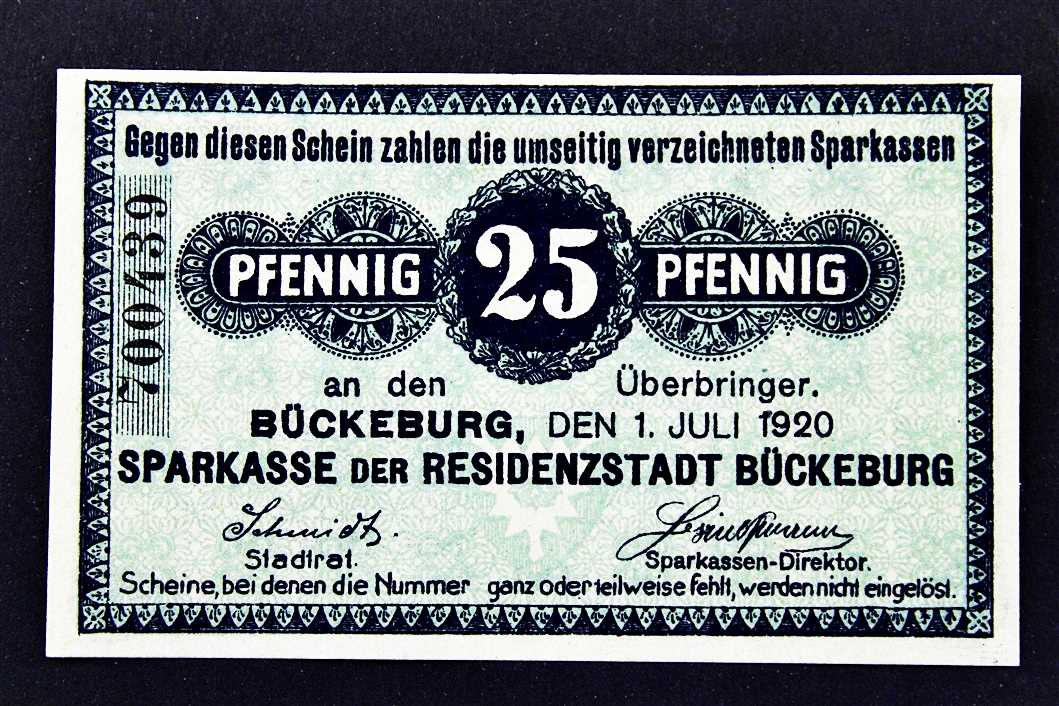 Gegen diesen Schein zahlen die umseitig verzeichneten Sparkassen
700439
PFENNIG 25 PFENNIG
an den Überbringer.
BÜCKEBURG, DEN 1. JULI 1920
SPARKASSE DER RESIDENZSTADT BÜCKEBURG
Schmidt.
Stadtrat. Sparkassen-Direktor.
Scheine, bei denen die Nummer ganz oder teilweise fehlt, werden nicht eingelöst.